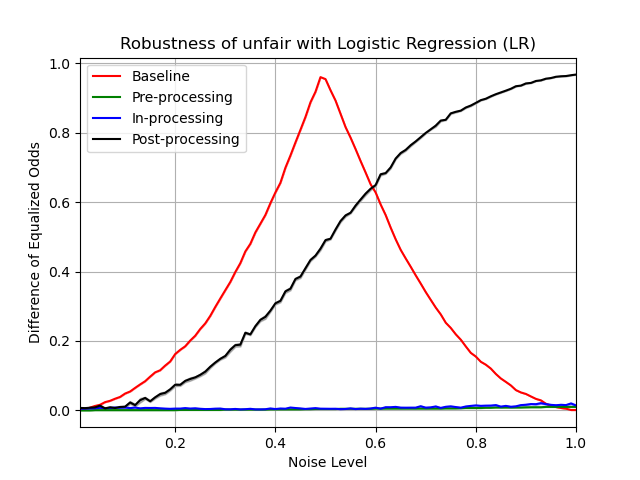 Robustness of unfair with Logistic Regression (LR)
Baseline
Pre-processing
In-processing
Post-processing
Difference of Equalized Odds
1.0
0.8
0.6
0.4
0.2
0.0
0.2 0.4 0.6 0.8 1.0
Noise Level